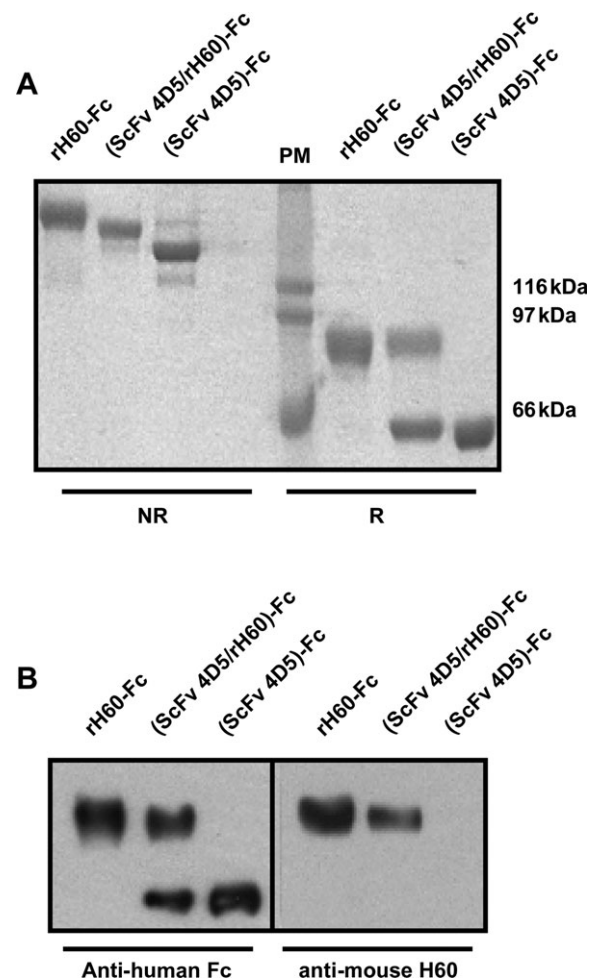 A
rH60-Fc
(ScFv 4D5/rH60)-Fc
(ScFv 4D5)-Fc
PM
rH60-Fc
(ScFv 4D5/rH60)-Fc
(ScFv 4D5)-Fc
116 kDa
97 kDa
66 kDa
NR
R
B
rH60-Fc
(ScFv 4D5/rH60)-Fc
(ScFv 4D5)-Fc
rH60-Fc
(ScFv 4D5/rH60)-Fc
(ScFv 4D5)-Fc
Anti-human Fc
anti-mouse H60